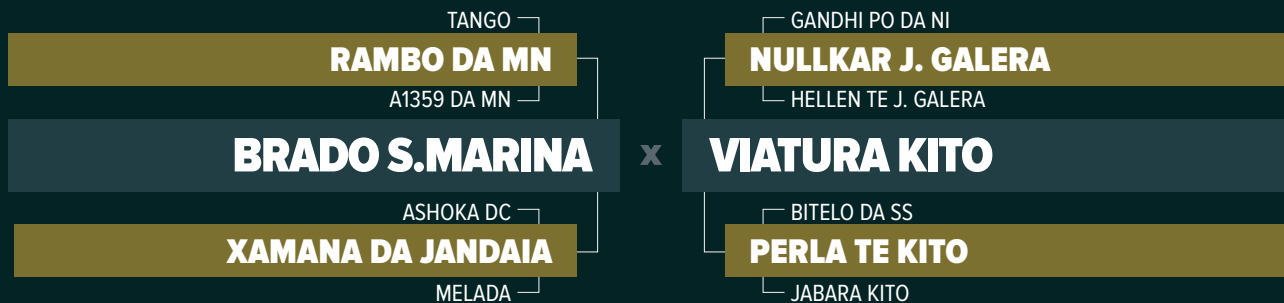 TANGO
RAMBO DA MN
A1359 DA MN
BRADO S.MARINA
ASHOKA DC
XAMANA DA JANDAIA
MELADA
x
GANDHI PO DA NI
NULLKAR J. GALERA
HELLEN TE J. GALERA
VIATURA KITO
BITELO DA SS
PERLA TE KITO
JABARA KITO